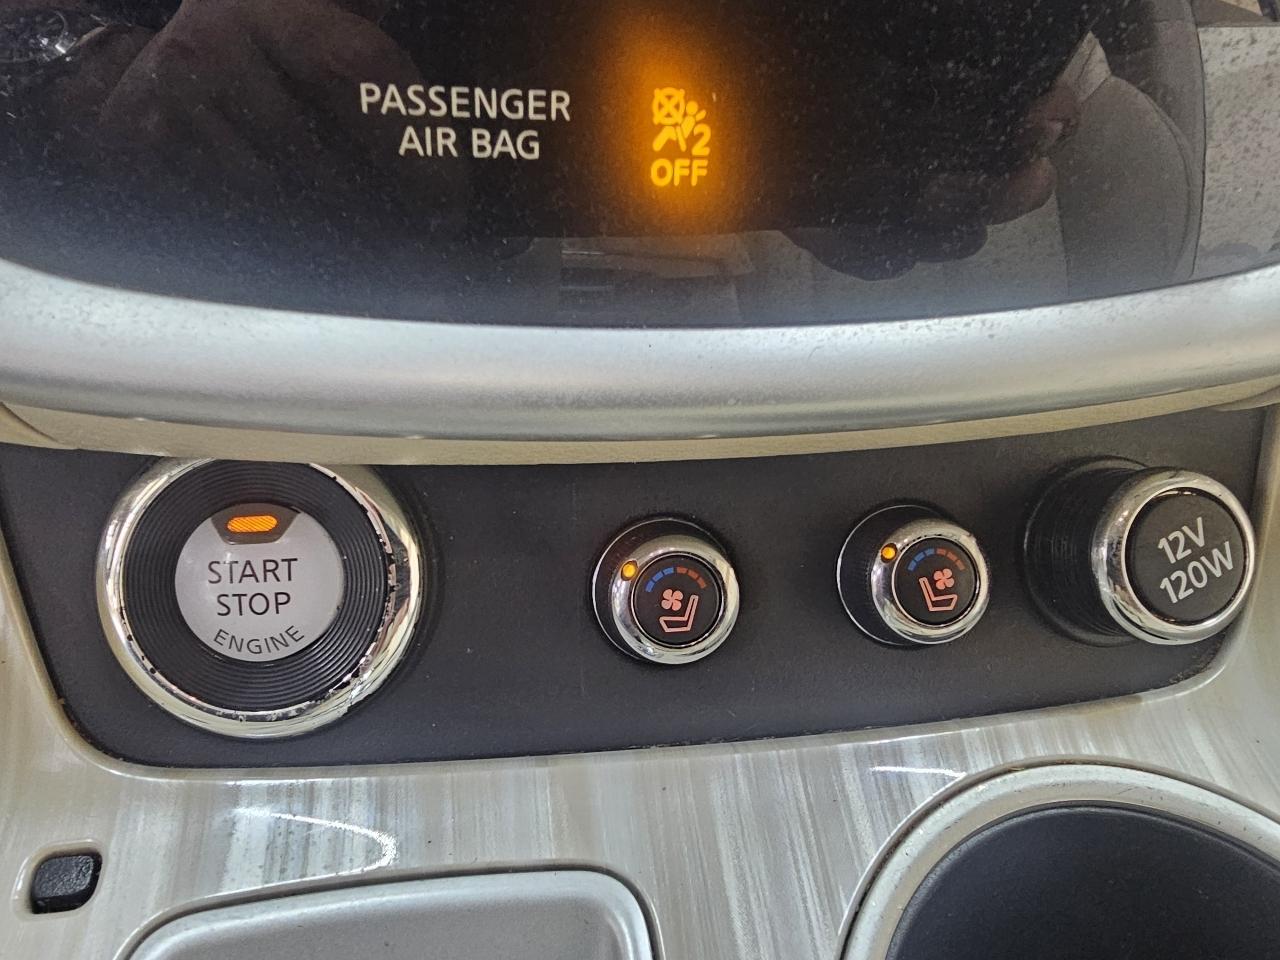 PASSENGER
AIR BAG
2
OFF
START
STOP
ENGINE
12V
120W